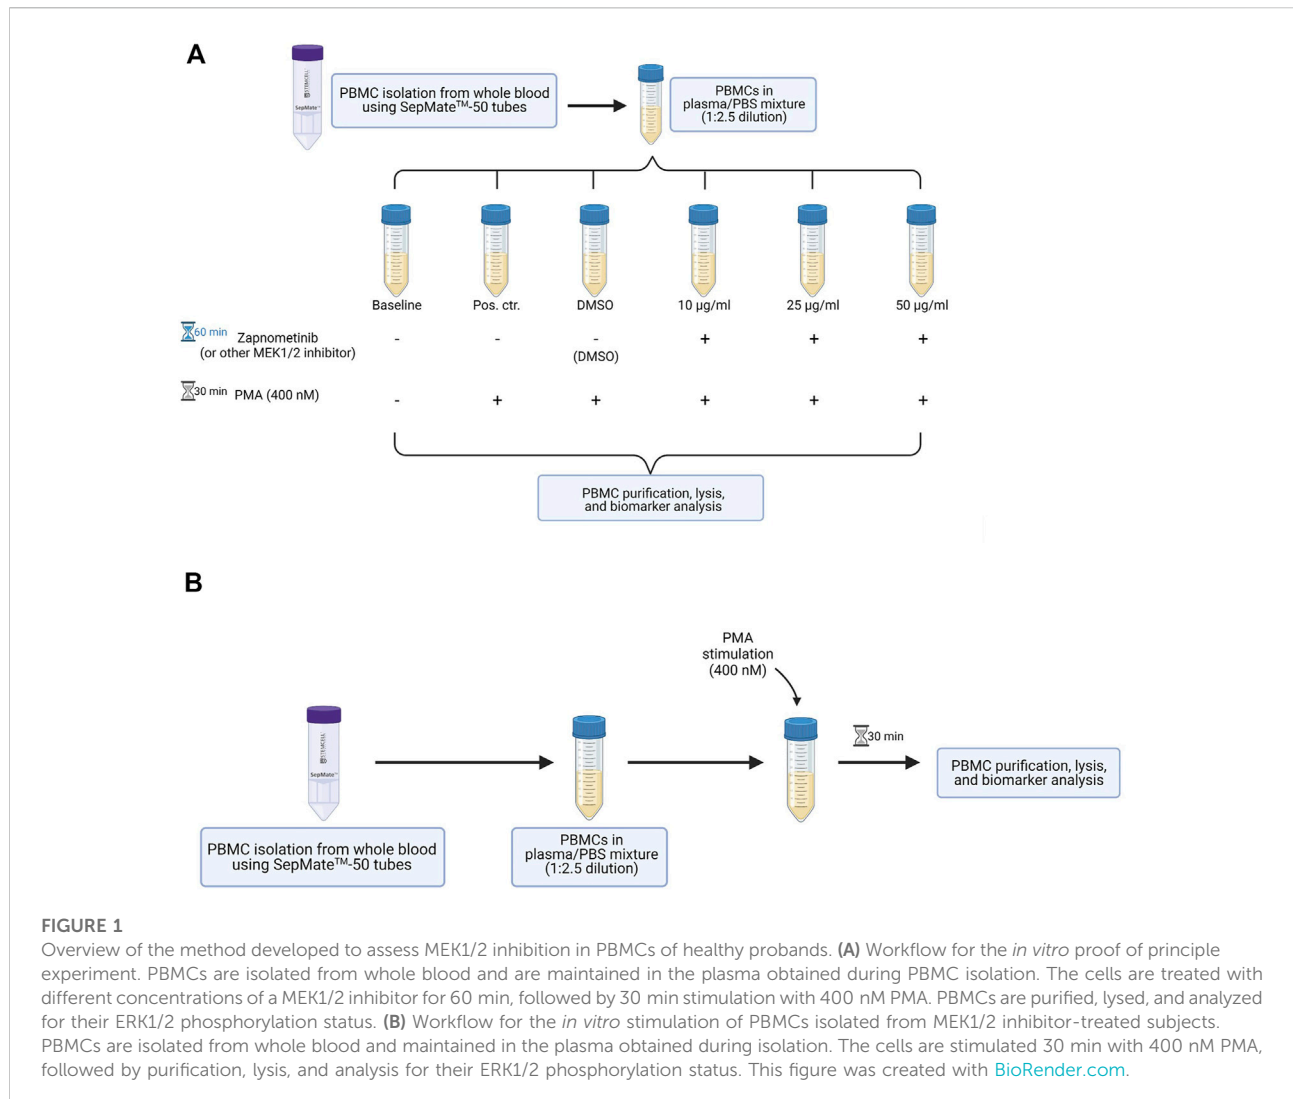 A
STEMCELL
SepMate™
PBMC isolation from whole blood
using SepMate™-50 tubes
PBMCs in
plasma/PBS mixture
(1:2.5 dilution)
Baseline Pos. ctr. DMSO 10 µg/ml 25 µg/ml 50 µg/ml
60 min Zapnometinib - - - + + +
(or other MEK1/2 inhibitor) (DMSO)
30 min PMA (400 nM) - + + + + +
PBMC purification, lysis,
and biomarker analysis
B
PMA
stimulation
(400 nM)
STEMCELL
SepMate™
30 min
PBMC purification, lysis,
and biomarker analysis
PBMC isolation from whole blood
using SepMate™-50 tubes
PBMCs in
plasma/PBS mixture
(1:2.5 dilution)
FIGURE 1
Overview of the method developed to assess MEK1/2 inhibition in PBMCs of healthy probands. (A) Workflow for the in vitro proof of principle
experiment. PBMCs are isolated from whole blood and are maintained in the plasma obtained during PBMC isolation. The cells are treated with
different concentrations of a MEK1/2 inhibitor for 60 min, followed by 30 min stimulation with 400 nM PMA. PBMCs are purified, lysed, and analyzed
for their ERK1/2 phosphorylation status. (B) Workflow for the in vitro stimulation of PBMCs isolated from MEK1/2 inhibitor-treated subjects.
PBMCs are isolated from whole blood and maintained in the plasma obtained during isolation. The cells are stimulated 30 min with 400 nM PMA,
followed by purification, lysis, and analysis for their ERK1/2 phosphorylation status. This figure was created with BioRender.com.